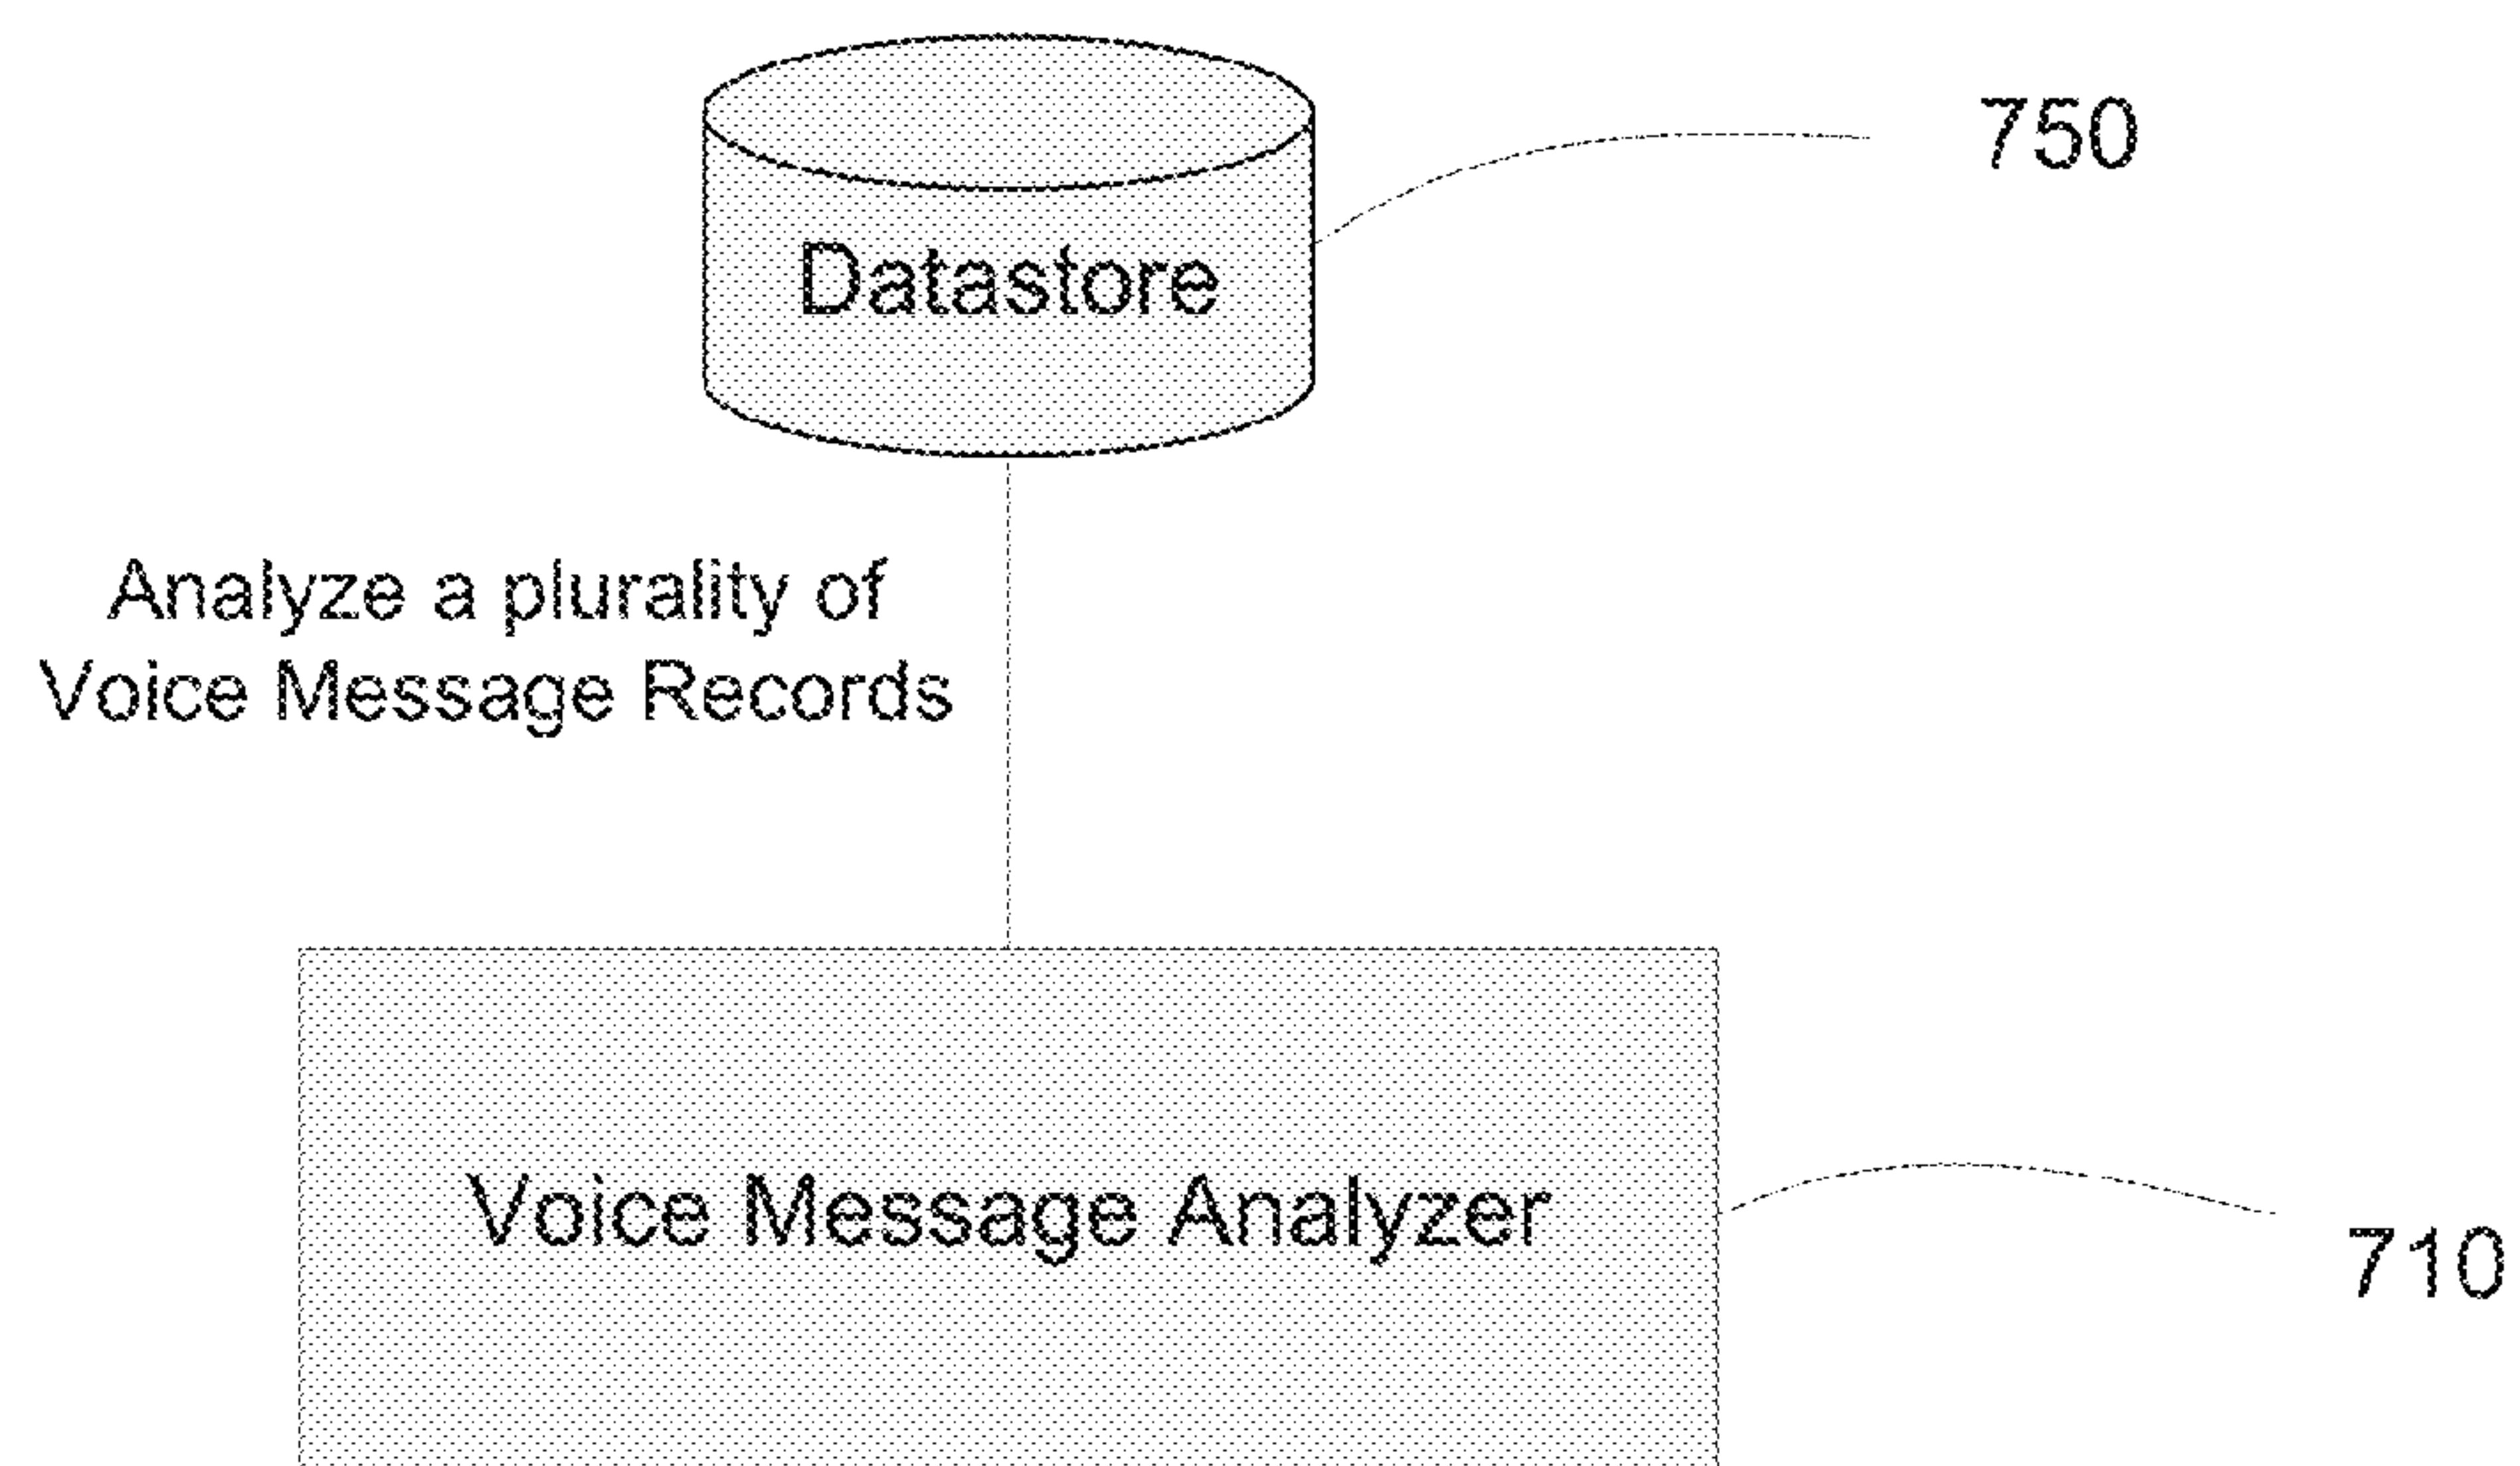 750
Datastore
Analyze a plurality of
Voice Message Records
Voice Message Analyzer
710